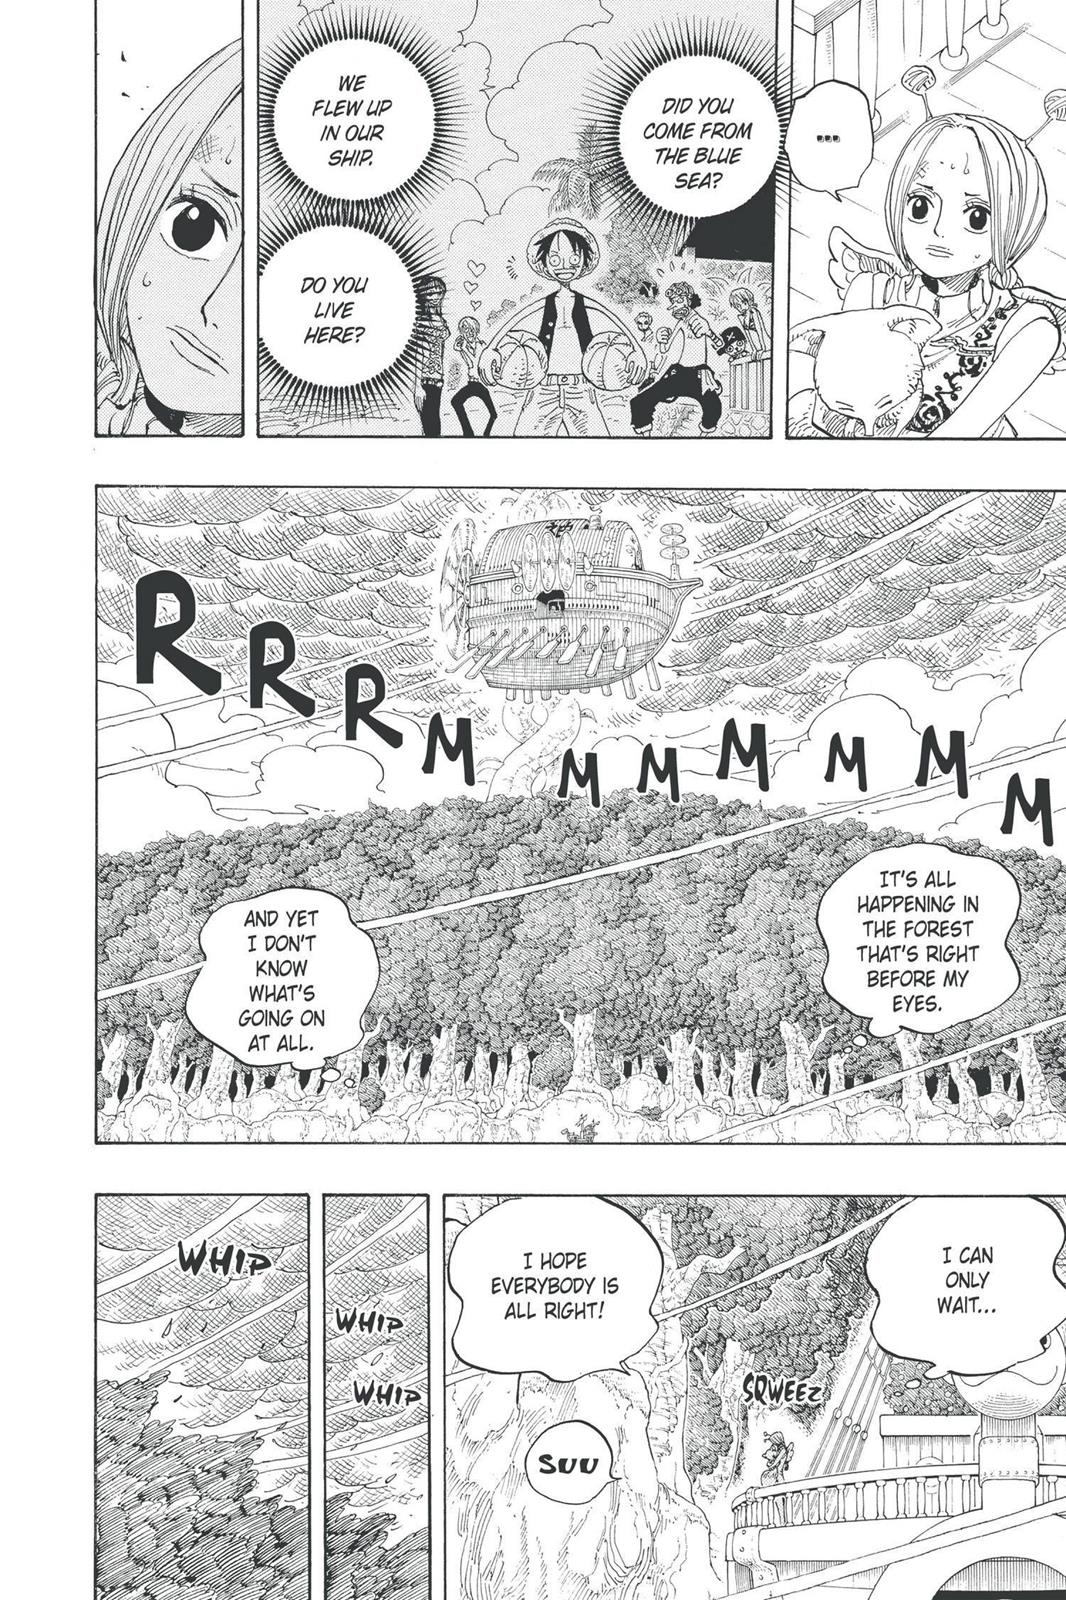 ...
DID YOU
COME FROM
THE BLUE
SEA?
WE
FLEW UP
IN OUR
SHIP.
DO YOU
LIVE
HERE?
RRRMMMMMMM
IT'S ALL
HAPPENING IN
THE FOREST
THAT'S RIGHT
BEFORE MY
EYES.
AND YET
I DON'T
KNOW
WHAT'S
GOING ON
AT ALL.
I CAN
ONLY
WAIT...
I HOPE
EVERYBODY IS
ALL RIGHT!
SQWEEZ
SUU
WHIP
WHIP
WHIP